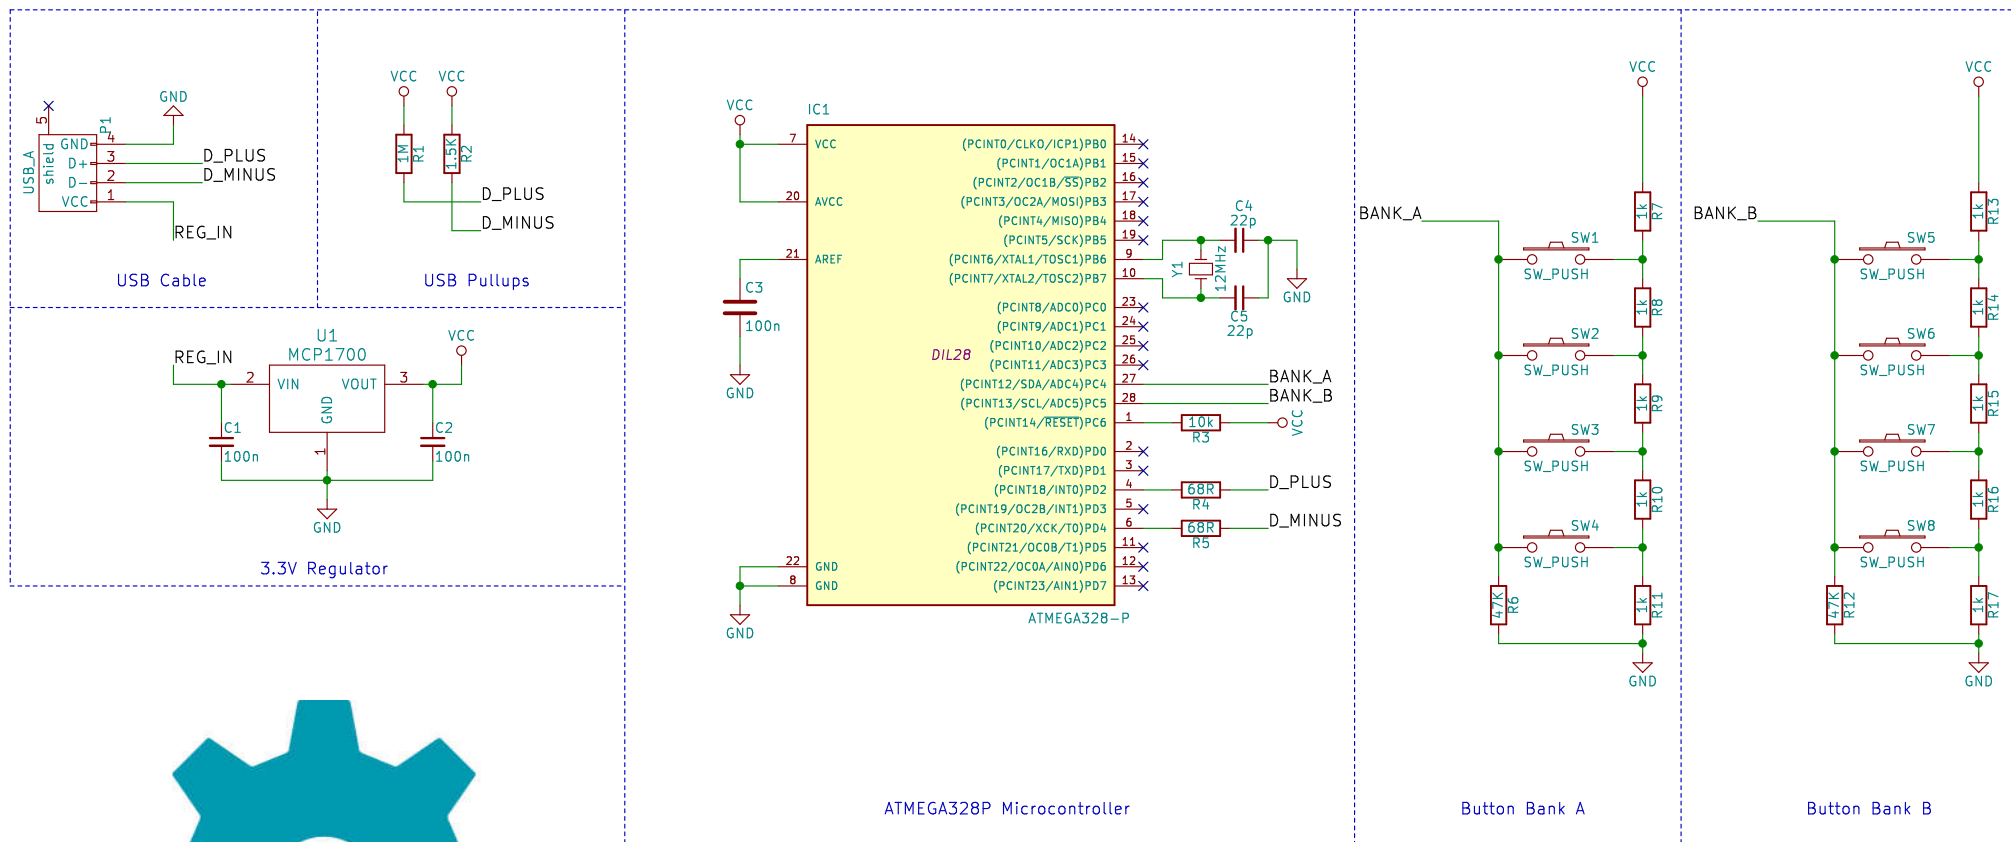 USB_A
shield
5
P1
GND
D+
D-
VCC
4
3
2
1
GND
D_PLUS
D_MINUS
REG_IN
USB Cable
VCC
VCC
1M
R1
1.5K
R2
D_PLUS
D_MINUS
USB Pullups
REG_IN
U1
MCP1700
VCC
2
VIN
VOUT
3
GND
1
C1
100n
C2
100n
GND
3.3V Regulator
VCC
IC1
7
VCC
20
AVCC
21
AREF
C3
100n
GND
22
GND
8
GND
GND
DIL28
(PCINT0/CLKO/ICP1)PB0
14
(PCINT1/OC1A)PB1
15
(PCINT2/OC1B/SS)PB2
16
(PCINT3/OC2A/MOSI)PB3
17
(PCINT4/MISO)PB4
18
(PCINT5/SCK)PB5
19
(PCINT6/XTAL1/TOSC1)PB6
9
(PCINT7/XTAL2/TOSC2)PB7
10
(PCINT8/ADC0)PC0
23
(PCINT9/ADC1)PC1
24
(PCINT10/ADC2)PC2
25
(PCINT11/ADC3)PC3
26
(PCINT12/SDA/ADC4)PC4
27
(PCINT13/SCL/ADC5)PC5
28
(PCINT14/RESET)PC6
1
(PCINT16/RXD)PD0
2
(PCINT17/TXD)PD1
3
(PCINT18/INT0)PD2
4
(PCINT19/OC2B/INT1)PD3
5
(PCINT20/XCK/T0)PD4
6
(PCINT21/OC0B/T1)PD5
11
(PCINT22/OC0A/AIN0)PD6
12
(PCINT23/AIN1)PD7
13
ATMEGA328-P
C4
22p
Y1
12MHz
C5
22p
GND
BANK_A
BANK_B
10k
R3
VCC
68R
R4
D_PLUS
68R
R5
D_MINUS
ATMEGA328P Microcontroller
VCC
BANK_A
1k
R7
SW1
SW_PUSH
1k
R8
SW2
SW_PUSH
1k
R9
SW3
SW_PUSH
1k
R10
SW4
SW_PUSH
47K
R6
1k
R11
GND
Button Bank A
VCC
BANK_B
1k
R13
SW5
SW_PUSH
1k
R14
SW6
SW_PUSH
1k
R15
SW7
SW_PUSH
1k
R16
SW8
SW_PUSH
47K
R12
1k
R17
GND
Button Bank B